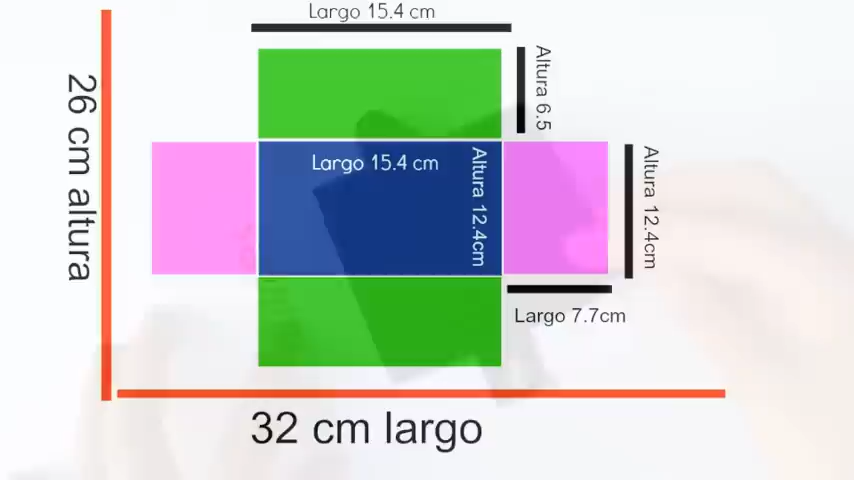 Largo 15.4 cm
Altura 6.5
26 cm altura
Largo 15.4 cm
Altura 12.4cm
Altura 12.4cm
Largo 7.7cm
32 cm largo